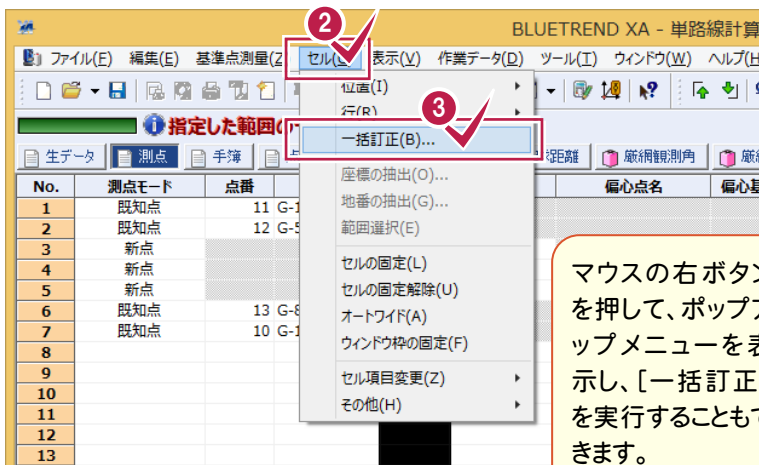 2
BLUETREND XA - 単路線計算
ファイル(F) 編集(E) 基準点測量(Z) セル 表示(V) 作業データ(D) ツール(T) ウィンドウ(W) ヘルプ(H
位置(I)
行(R)
3
指定した範囲の
一括訂正(B)...
生データ 測点 手簿 距離 厳網観測角 厳
座標の抽出(O)...
No. 測点モード 点番 偏心点名 偏心基
地番の抽出(G)...
1 既知点 11 G-1
2 既知点 12 G-5
範囲選択(E)
3 新点
4 新点
セルの固定(L)
5 新点
セルの固定解除(U)
6 既知点 13 G-8
オートワイド(A)
7 既知点 10 G-1
ウィンドウ枠の固定(F)
8
9
セル項目変更(Z)
10
その他(H)
11
12
13
マウスの右ボタン
を押して、ポップア
ップメニューを表
示し、[一括訂正
を実行することもで
きます。